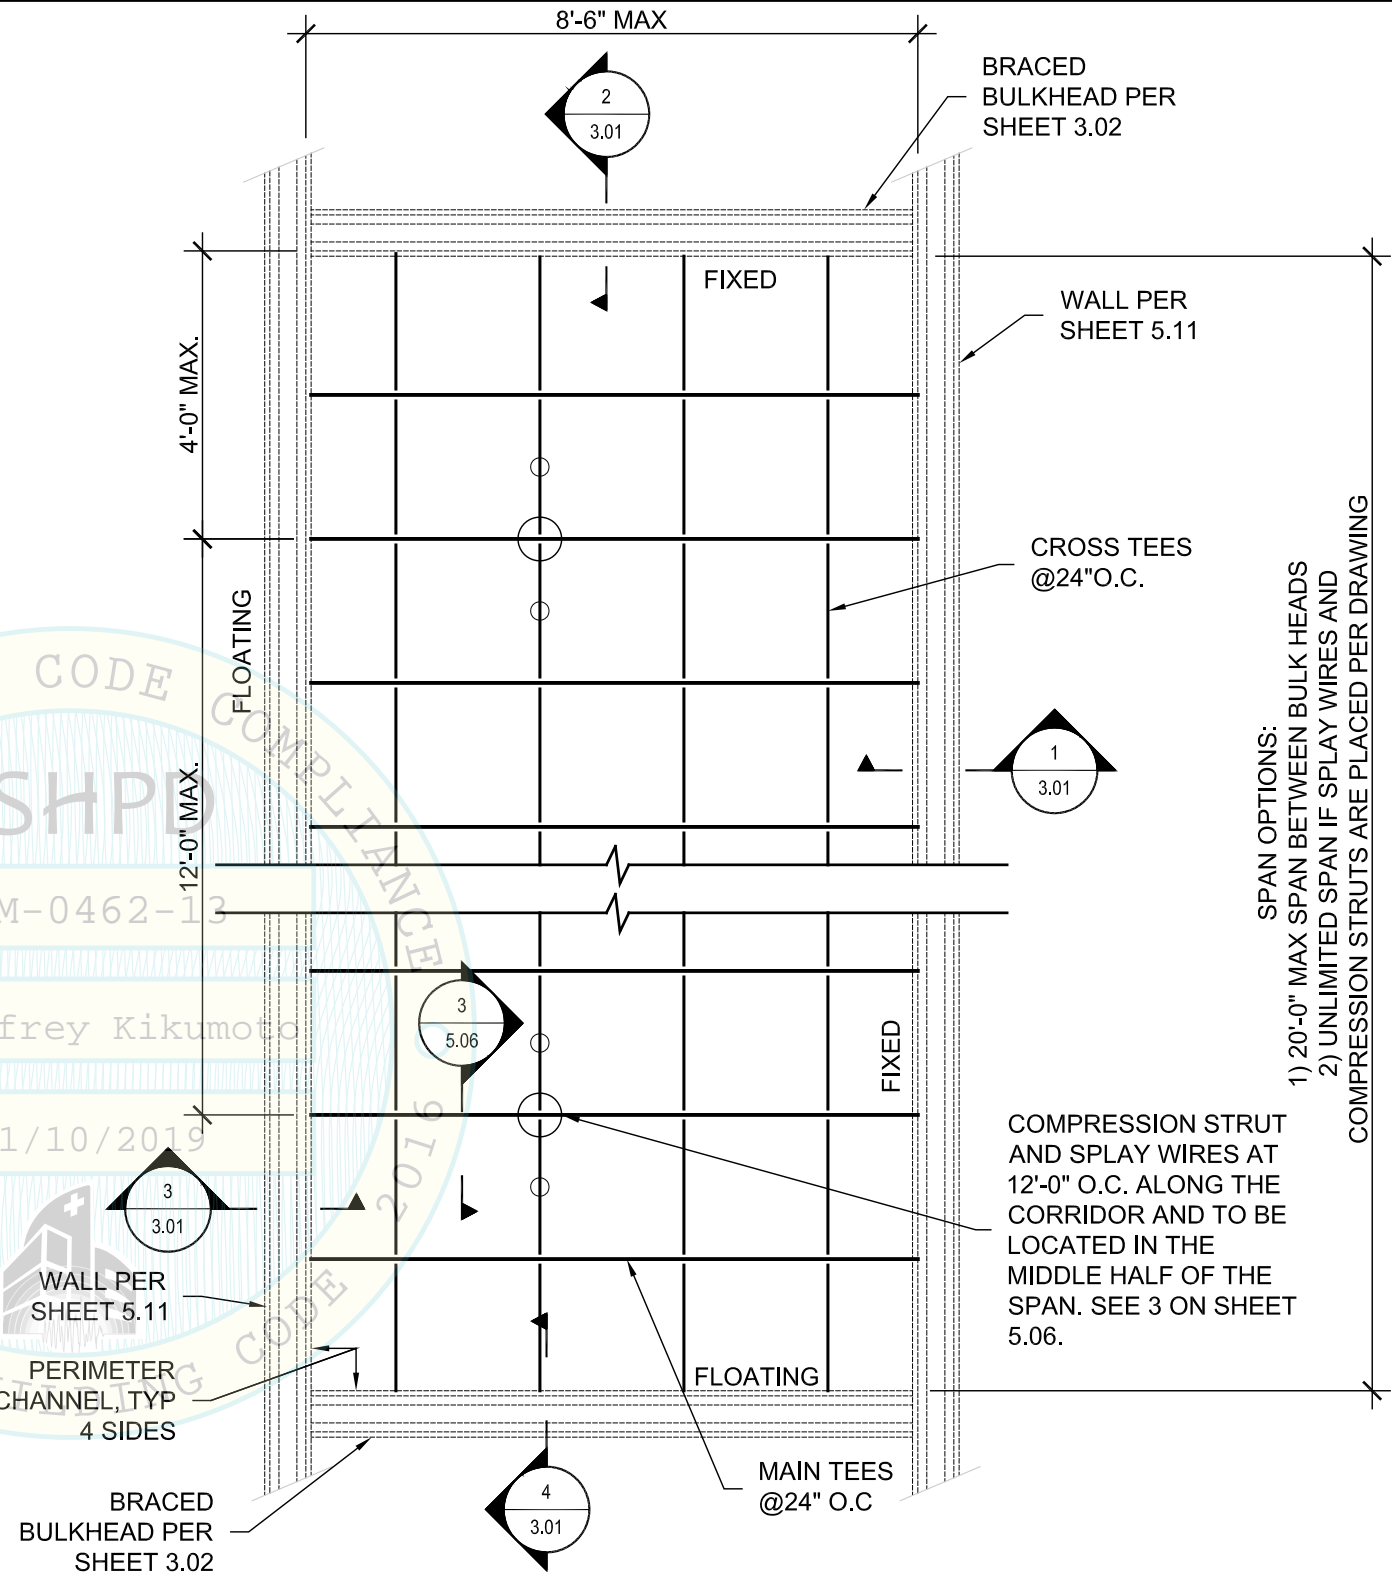 8'-6" MAX
2
3.01
BRACED
BULKHEAD PER
SHEET 3.02
FIXED
WALL PER
SHEET 5.11
4'-0" MAX.
CROSS TEES
@24"O.C.
FLOATING
12'-0" MAX.
1
3.01
SPAN OPTIONS:
1) 20'-0" MAX SPAN BETWEEN BULK HEADS
2) UNLIMITED SPAN IF SPLAY WIRES AND
COMPRESSION STRUTS ARE PLACED PER DRAWING
3
5.06
FIXED
COMPRESSION STRUT
AND SPLAY WIRES AT
12'-0" O.C. ALONG THE
CORRIDOR AND TO BE
LOCATED IN THE
MIDDLE HALF OF THE
SPAN. SEE 3 ON SHEET
5.06.
3
3.01
WALL PER
SHEET 5.11
PERIMETER
CHANNEL, TYP
4 SIDES
FLOATING
MAIN TEES
@24" O.C
BRACED
BULKHEAD PER
SHEET 3.02
4
3.01
CODE COMPLIANCE
SHPD
M-0462-13
frey Kikumoto
1/10/2019
2016
ILDING CODE